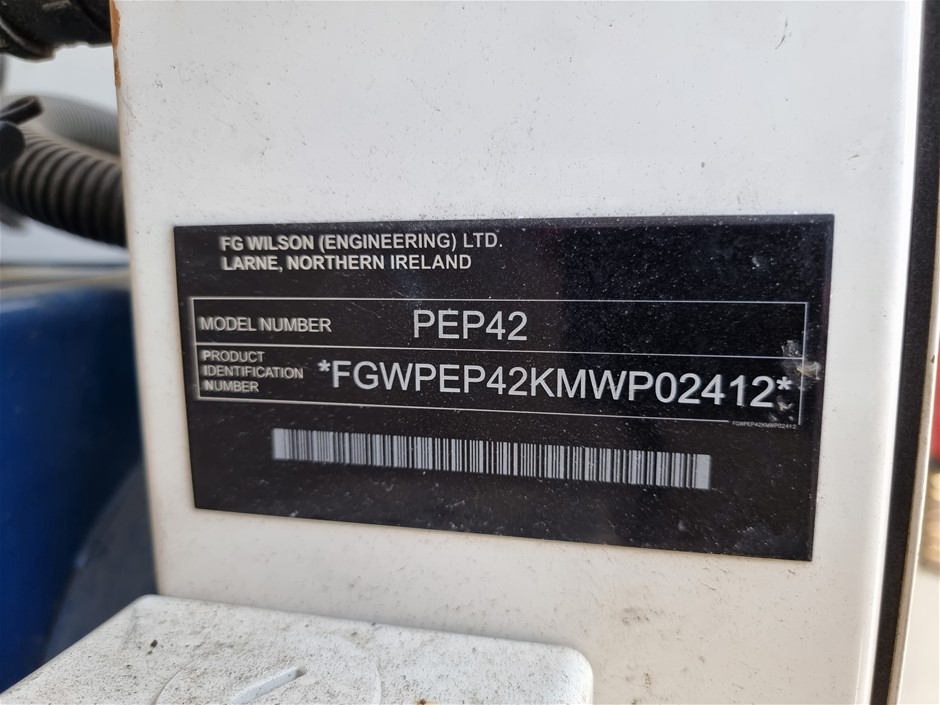 FG WILSON (ENGINEERING) LTD.
LARNE, NORTHERN IRELAND
MODEL NUMBER PEP42
PRODUCT
IDENTIFICATION
NUMBER
*FGWPEP42KMWP02412*
FGWPEP42KMWP02412